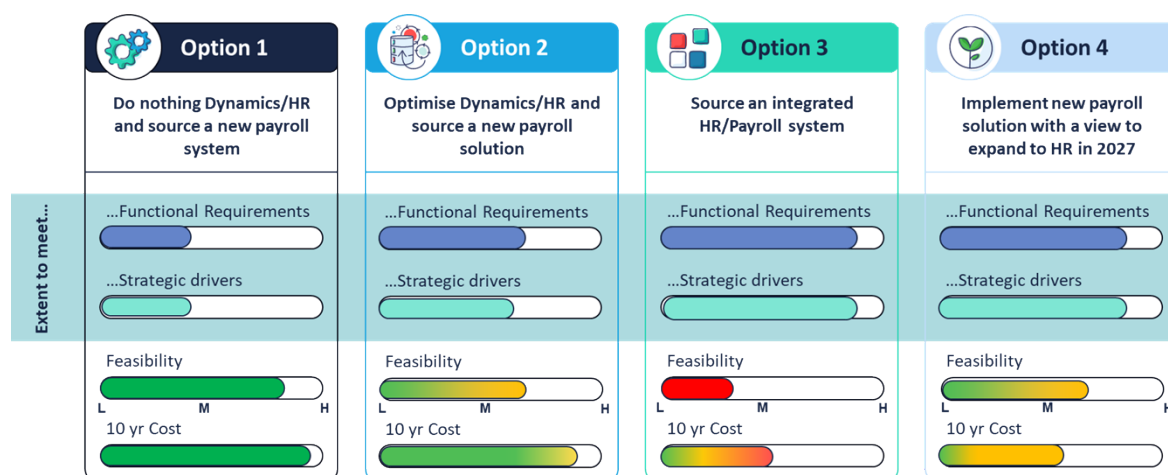 Option 1
Do nothing Dynamics/HR
and source a new payroll
system
Option 2
Optimise Dynamics/HR and
source a new payroll
solution
Option 3
Source an integrated
HR/Payroll system
Option 4
Implement new payroll
solution with a view to
expand to HR in 2027
Extent to meet...
...Functional Requirements
...Strategic drivers
Feasibility
L M H
10 yr Cost
...Functional Requirements
...Strategic drivers
Feasibility
L M H
10 yr Cost
...Functional Requirements
...Strategic drivers
Feasibility
L M H
10 yr Cost
...Functional Requirements
...Strategic drivers
Feasibility
L M H
10 yr Cost